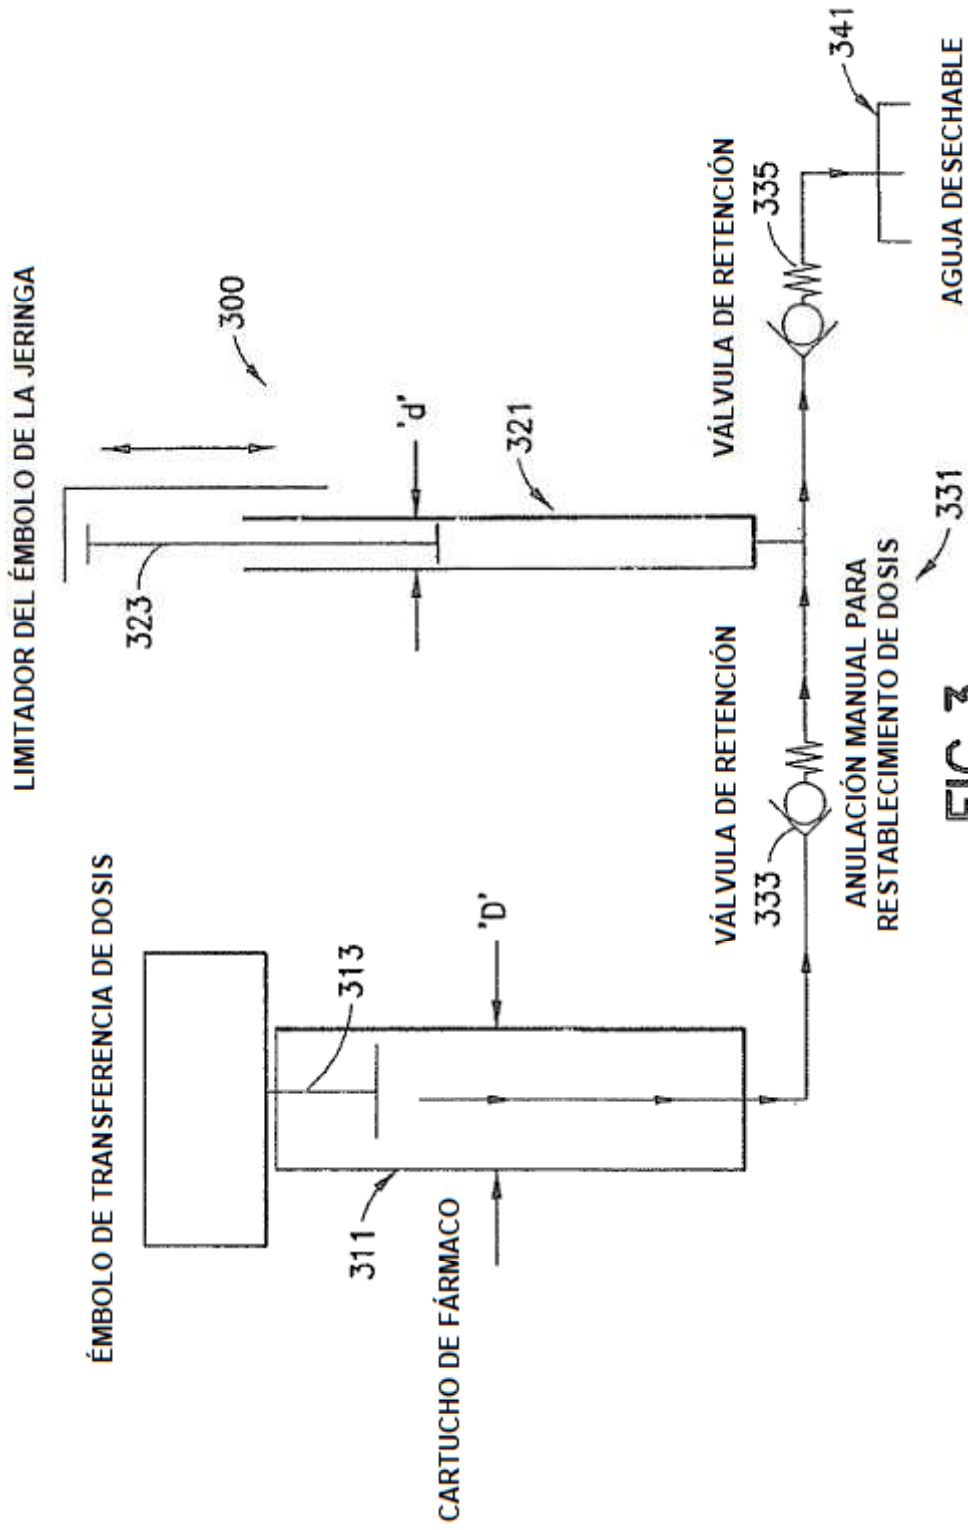 LIMITADOR DEL ÉMBOLO DE LA JERINGA
ÉMBOLO DE TRANSFERENCIA DE DOSIS
300
323
'd'
321
313
'D'
311
CARTUCHO DE FÁRMACO
VÁLVULA DE RETENCIÓN
333
VÁLVULA DE RETENCIÓN
335
341
ANULACIÓN MANUAL PARA
RESTABLECIMIENTO DE DOSIS
331
AGUJA DESECHABLE
FIG. 3